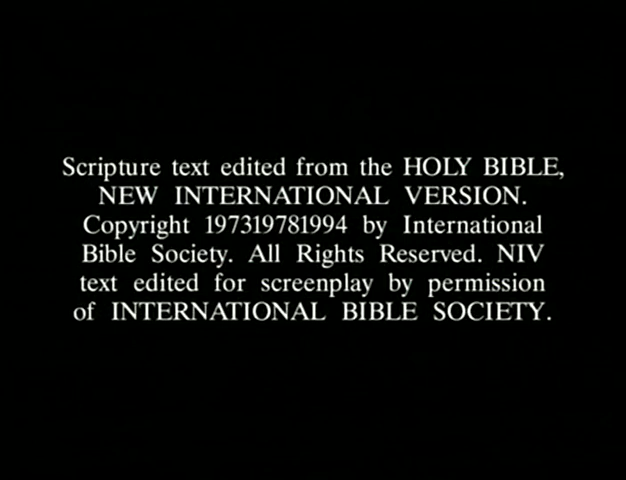 Scripture text edited from the HOLY BIBLE,
NEW INTERNATIONAL VERSION.
Copyright 197319781994 by International
Bible Society. All Rights Reserved. NIV
text edited for screenplay by permission
of INTERNATIONAL BIBLE SOCIETY.